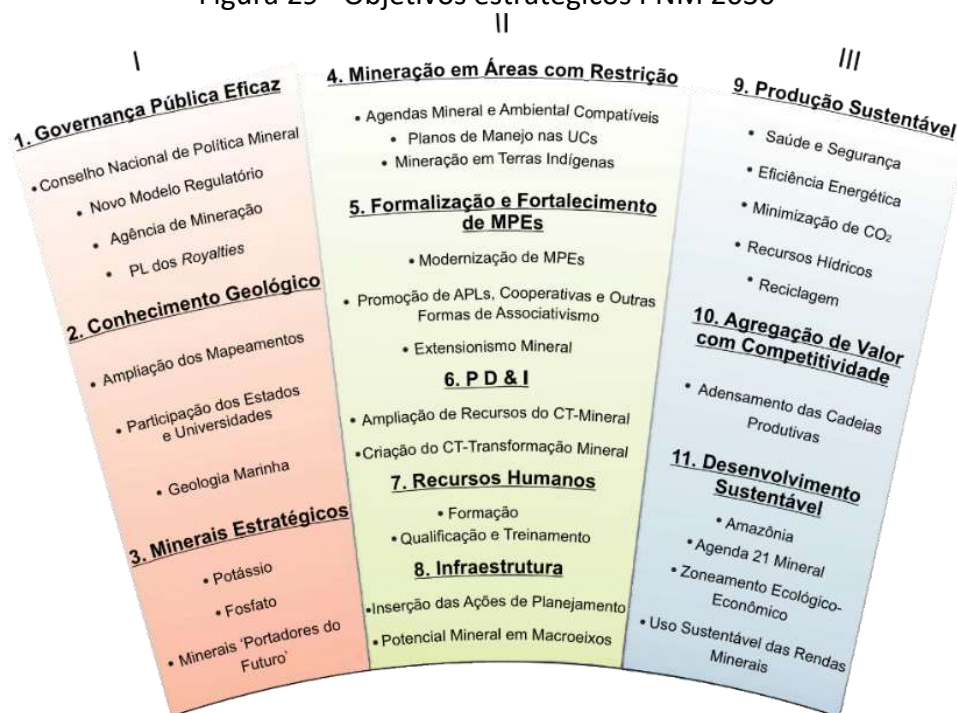 Figura 29 - Objetivos estratégicos PNM 2030
I
1. Governança Pública Eficaz
• Conselho Nacional de Política Mineral
• Novo Modelo Regulatório
• Agência de Mineração
• PL dos Royalties
2. Conhecimento Geológico
• Ampliação dos Mapeamentos
• Participação dos Estados
e Universidades
• Geologia Marinha
3. Minerais Estratégicos
• Potássio
• Fosfato
• Minerais ‘Portadores do
Futuro’
II
4. Mineração em Áreas com Restrição
• Agendas Mineral e Ambiental Compatíveis
• Planos de Manejo nas UCs
• Mineração em Terras Indígenas
5. Formalização e Fortalecimento
de MPEs
• Modernização de MPEs
• Promoção de APLs, Cooperativas e Outras
Formas de Associativismo
• Extensionismo Mineral
6. P D & I
• Ampliação de Recursos do CT-Mineral
• Criação do CT-Transformação Mineral
7. Recursos Humanos
• Formação
• Qualificação e Treinamento
8. Infraestrutura
• Inserção das Ações de Planejamento
• Potencial Mineral em Macroeixos
III
9. Produção Sustentável
• Saúde e Segurança
• Eficiência Energética
• Minimização de CO₂
• Recursos Hídricos
• Reciclagem
10. Agregação de Valor
com Competitividade
• Adensamento das Cadeias
Produtivas
11. Desenvolvimento
Sustentável
• Amazônia
• Agenda 21 Mineral
• Zoneamento Ecológico-
Econômico
• Uso Sustentável das Rendas
Minerais